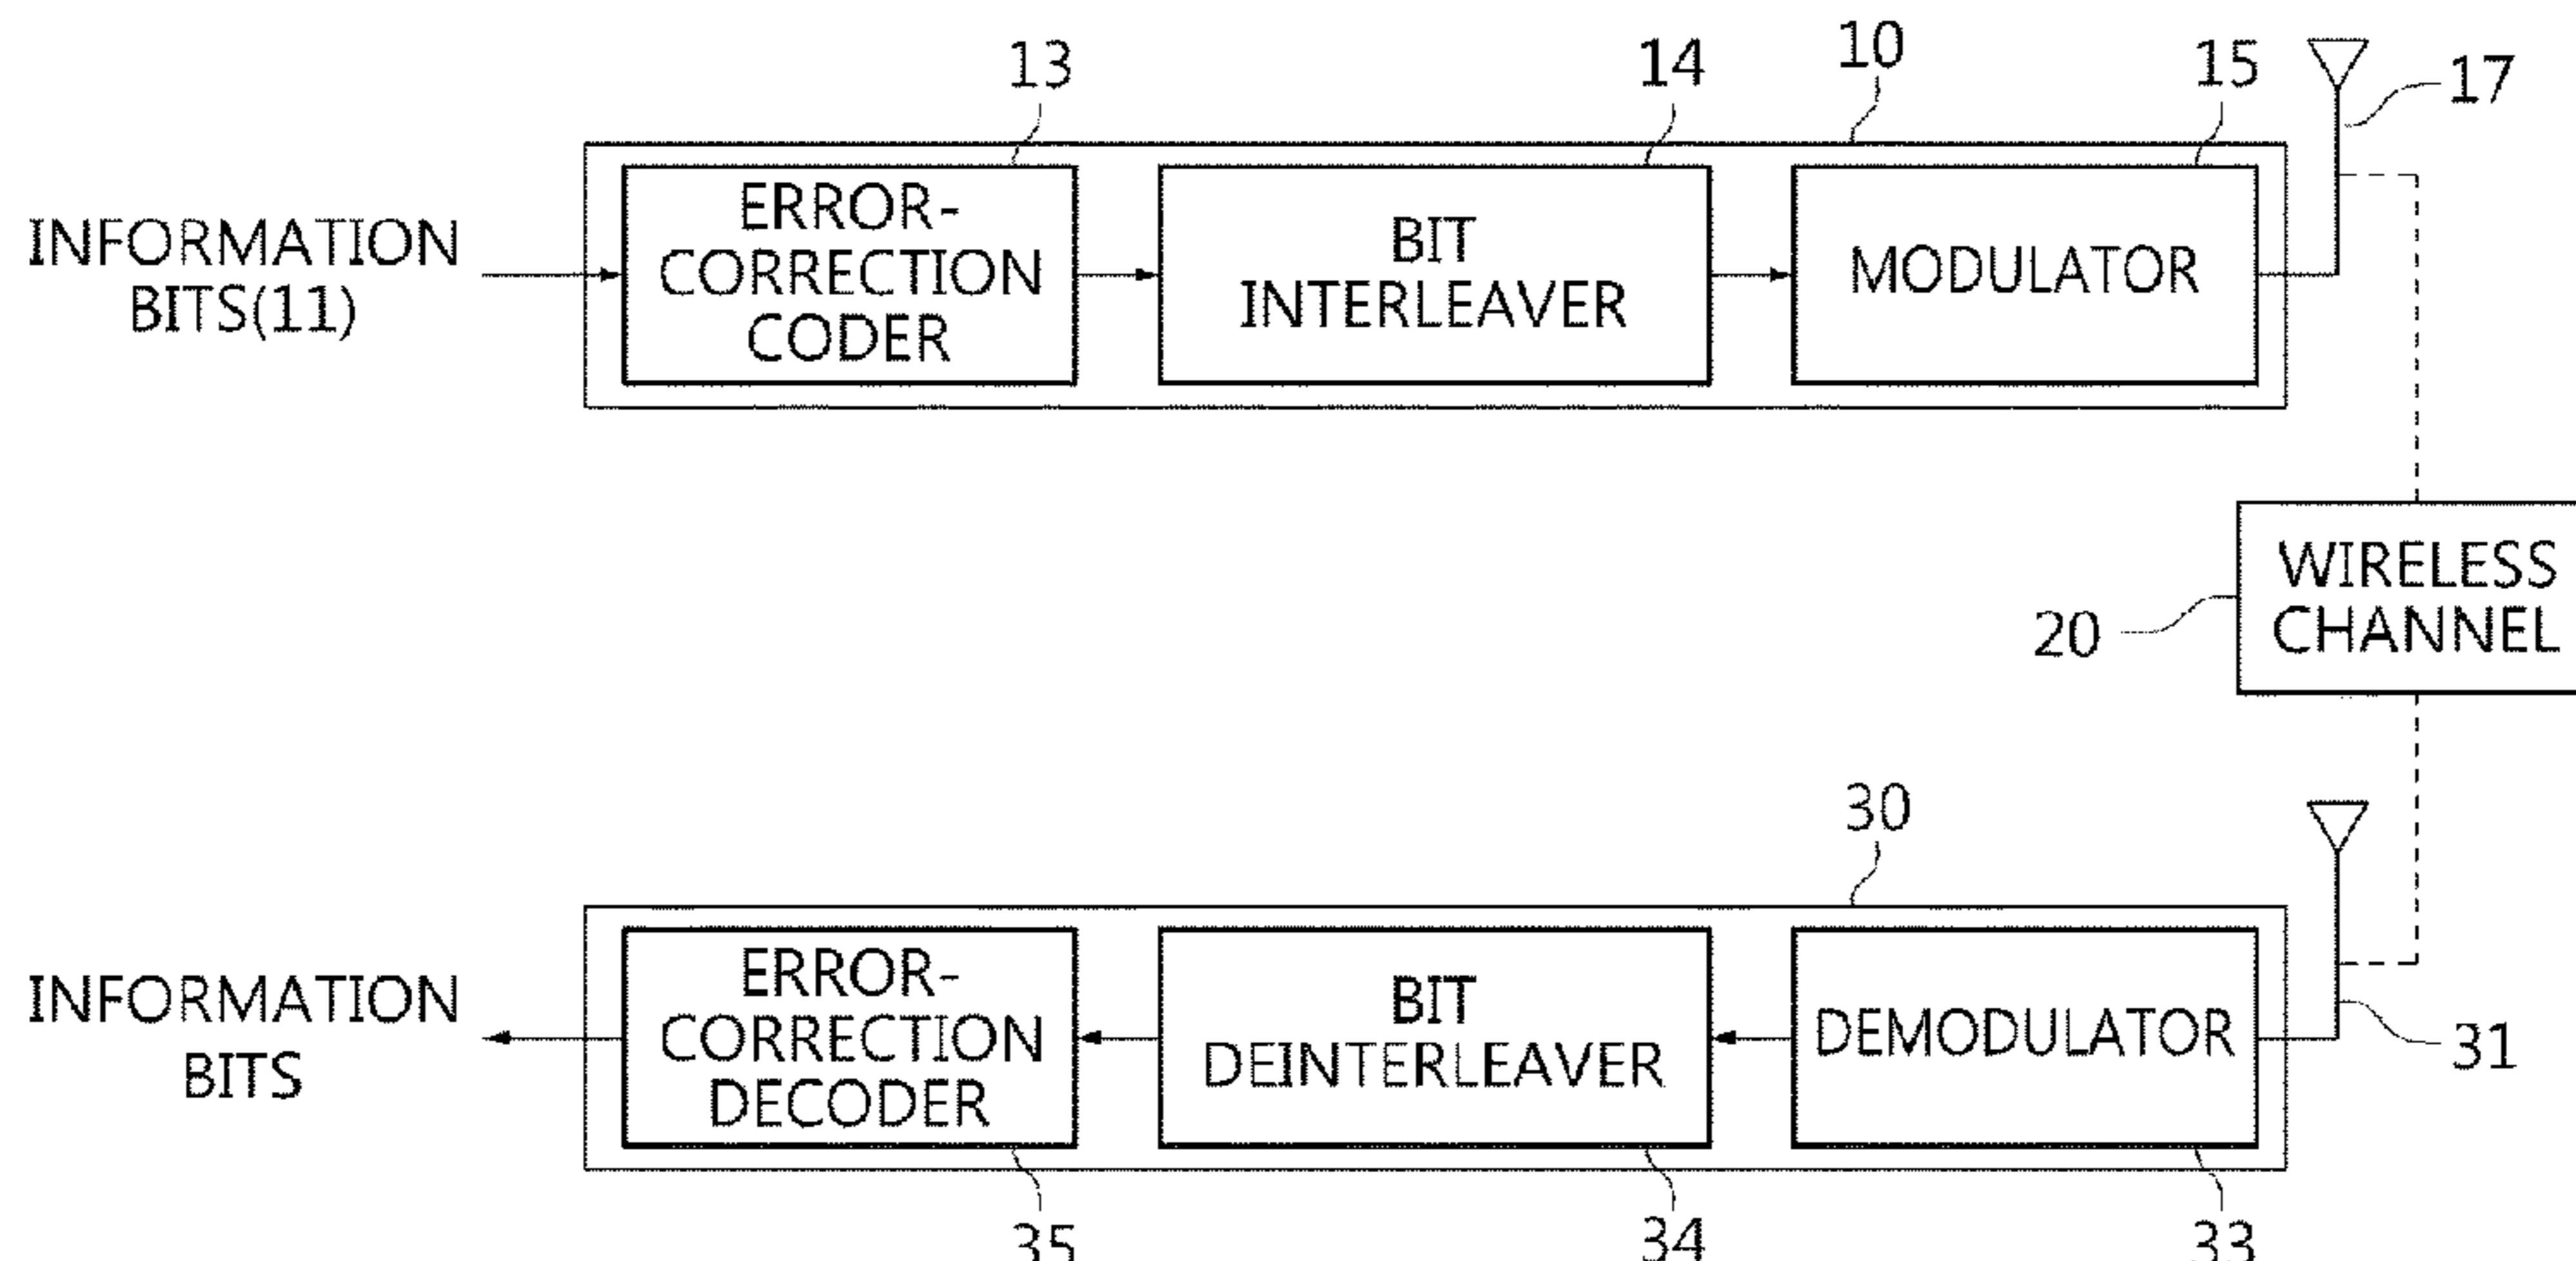 13
14
10
15
17
INFORMATION
BITS(11)
ERROR-
CORRECTION
CODER
BIT
INTERLEAVER
MODULATOR
WIRELESS
CHANNEL
20
30
INFORMATION
BITS
ERROR-
CORRECTION
DECODER
BIT
DEINTERLEAVER
DEMODULATOR
31
35
34
33